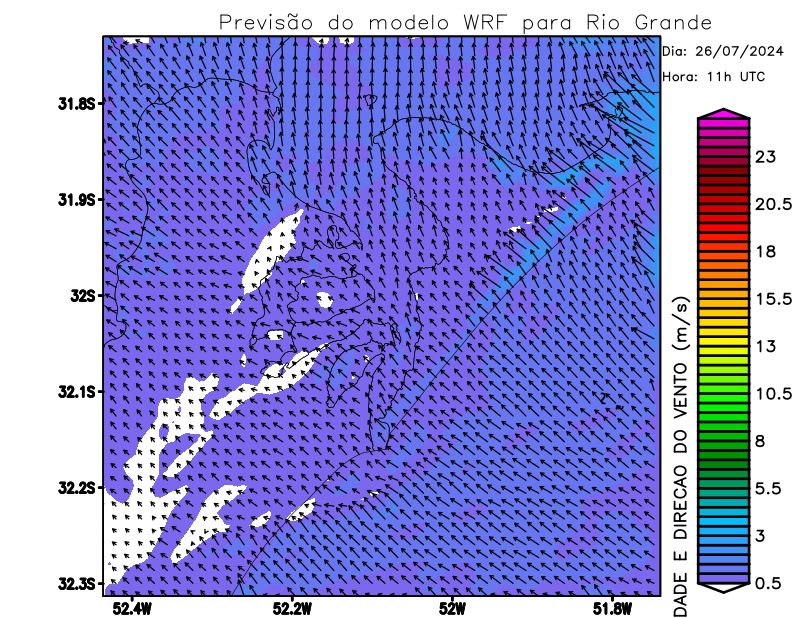 Previsão do modelo WRF para Rio Grande
Dia: 26/07/2024
Hora: 11h UTC
31.8S
31.9S
32S
32.1S
32.2S
32.3S
52.4W
52.2W
52W
51.8W
DADE E DIRECAO DO VENTO (m/s)
23
20.5
18
15.5
13
10.5
8
5.5
3
0.5